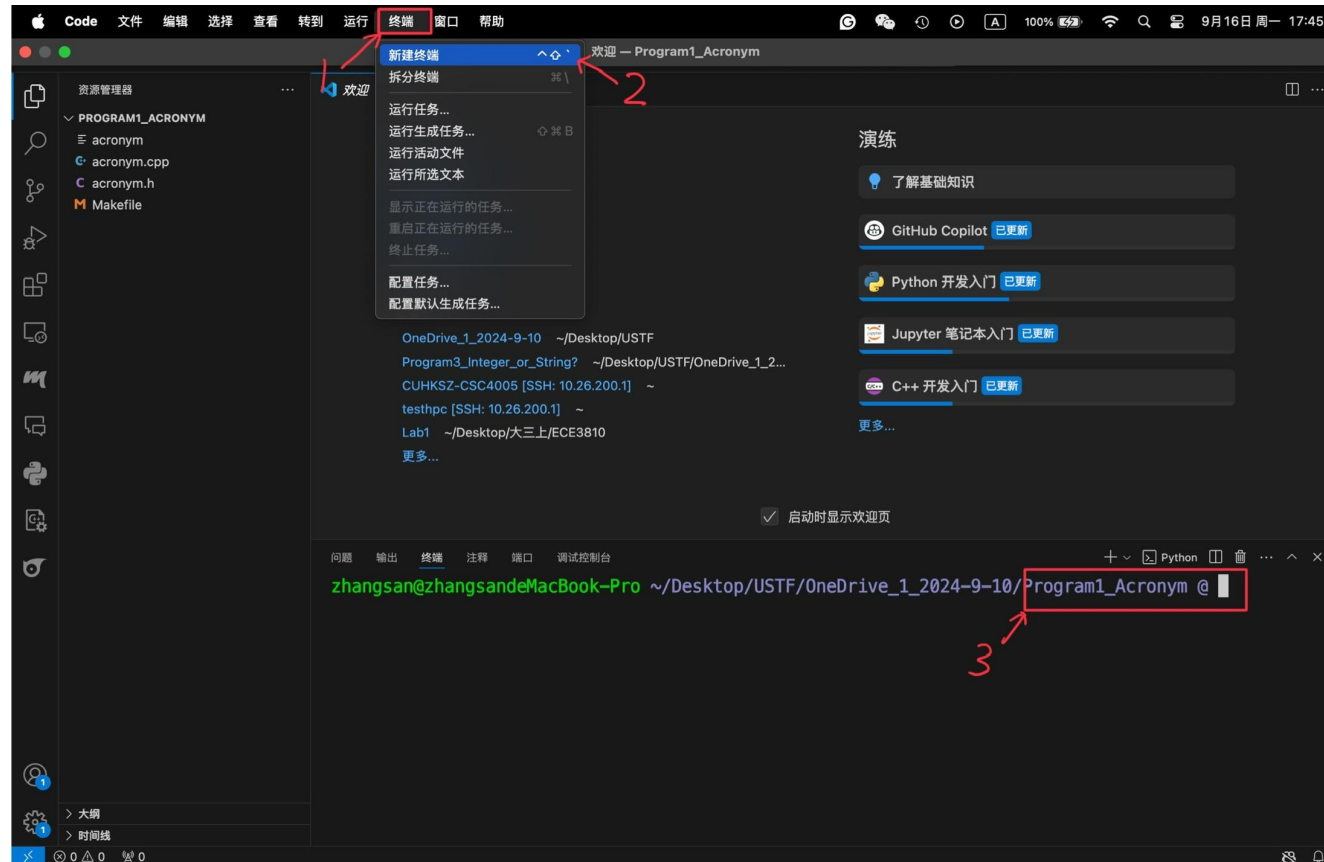 Code 文件 编辑 选择 查看 转到 运行 终端 窗口 帮助 A 100% 9月16日 周一 17:45
欢迎 — Program1_Acronym
新建终端 ^⇧`
拆分终端 ⌘\
运行任务...
运行生成任务... ⇧⌘B
运行活动文件
运行所选文本
显示正在运行的任务...
重启正在运行的任务...
终止任务...
配置任务...
配置默认生成任务...
1
2
资源管理器 ...
欢迎
PROGRAM1_ACRONYM
acronym
acronym.cpp
C acronym.h
M Makefile
OneDrive_1_2024-9-10 ~/Desktop/USTF
Program3_Integer_or_String? ~/Desktop/USTF/OneDrive_1_2...
CUHKSZ-CSC4005 [SSH: 10.26.200.1] ~
testhpc [SSH: 10.26.200.1] ~
Lab1 ~/Desktop/大三上/ECE3810
更多...
演练
了解基础知识
GitHub Copilot 已更新
Python 开发入门 已更新
Jupyter 笔记本入门 已更新
C++ 开发入门 已更新
更多...
启动时显示欢迎页
问题 输出 终端 注释 端口 调试控制台 Python ...
zhangsan@zhangsandeMacBook-Pro ~/Desktop/USTF/OneDrive_1_2024-9-10/Program1_Acronym @
3
1
1
大纲
时间线
0 0 0